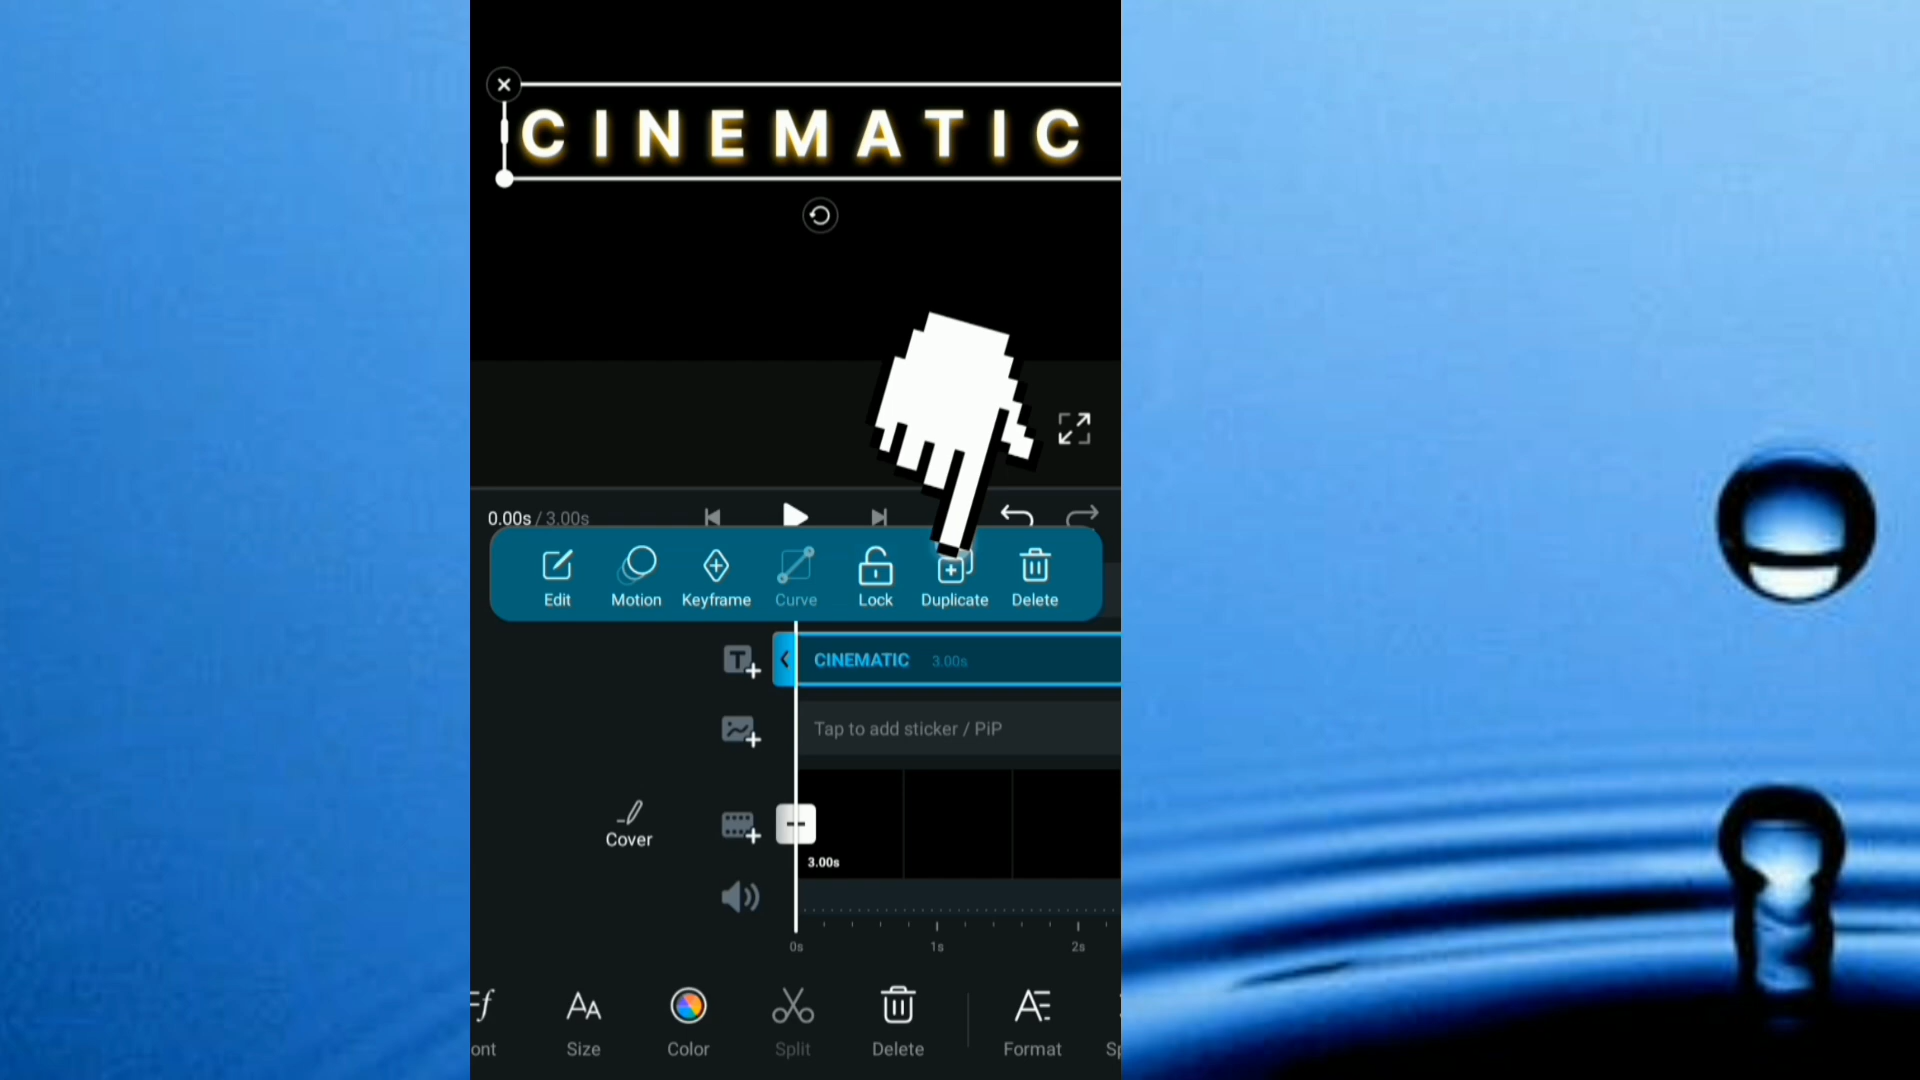 CINEMATIC
0.00s / 3.00s
Edit Motion Keyframe Curve Lock Duplicate Delete
CINEMATIC 3.00s
Tap to add sticker / PiP
Cover
3.00s
0s 1s 2s
ont Size Color Split Delete Format Sp